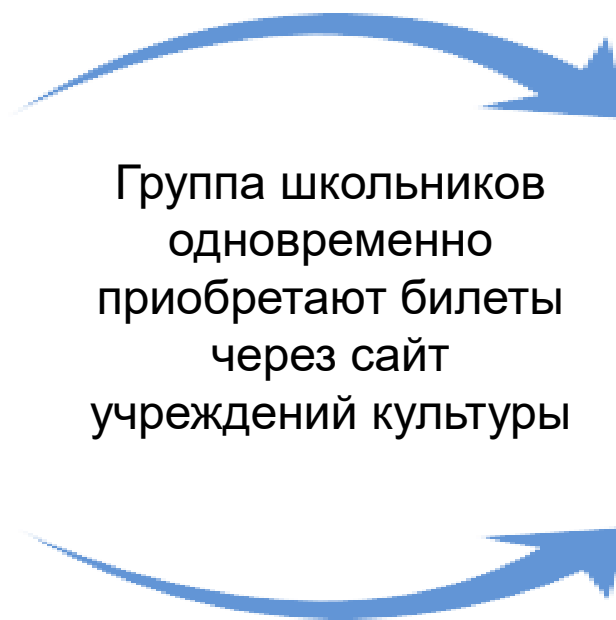 Группа школьников
одновременно
приобретают билеты
через сайт
учреждений культуры